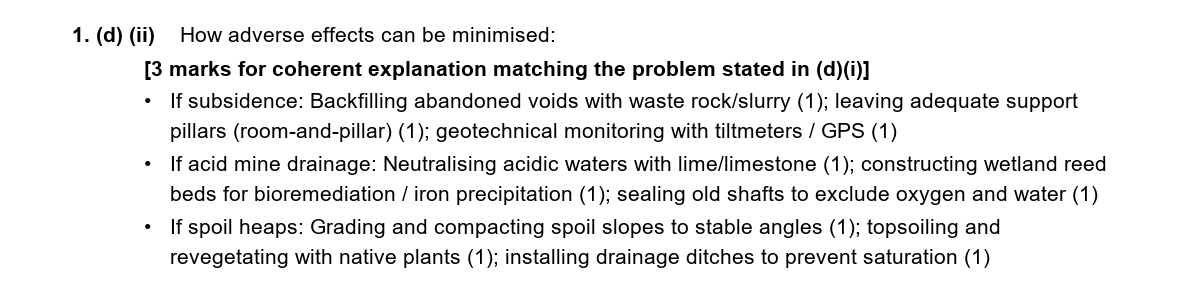 1. (d) (ii) How adverse effects can be minimised:
[3 marks for coherent explanation matching the problem stated in (d)(i)]
• If subsidence: Backfilling abandoned voids with waste rock/slurry (1); leaving adequate support
pillars (room-and-pillar) (1); geotechnical monitoring with tiltmeters / GPS (1)
• If acid mine drainage: Neutralising acidic waters with lime/limestone (1); constructing wetland reed
beds for bioremediation / iron precipitation (1); sealing old shafts to exclude oxygen and water (1)
• If spoil heaps: Grading and compacting spoil slopes to stable angles (1); topsoiling and
revegetating with native plants (1); installing drainage ditches to prevent saturation (1)